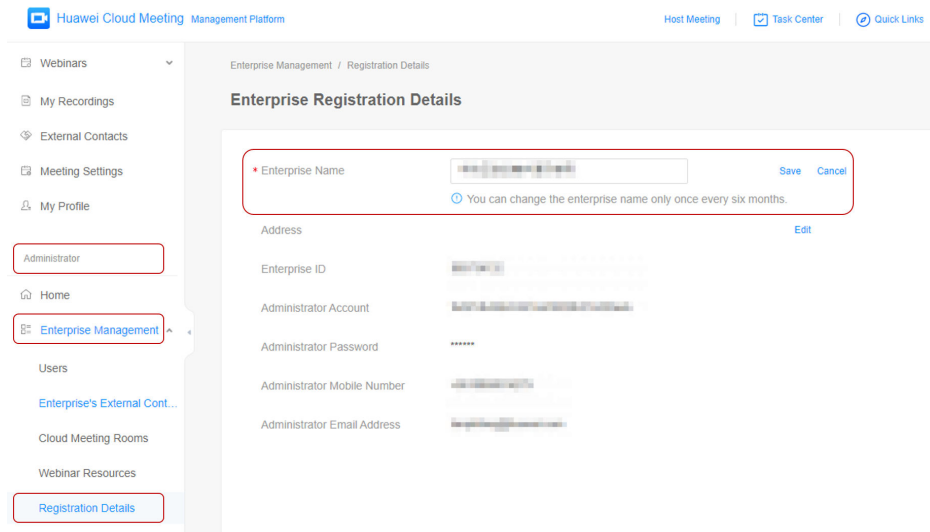 Huawei Cloud Meeting Management Platform
Host Meeting
Task Center
Quick Links
Webinars
My Recordings
External Contacts
Meeting Settings
My Profile
Administrator
Home
Enterprise Management
Users
Enterprise's External Cont...
Cloud Meeting Rooms
Webinar Resources
Registration Details
Enterprise Management / Registration Details
Enterprise Registration Details
* Enterprise Name
Save Cancel
You can change the enterprise name only once every six months.
Address
Edit
Enterprise ID
Administrator Account
Administrator Password ******
Administrator Mobile Number
Administrator Email Address